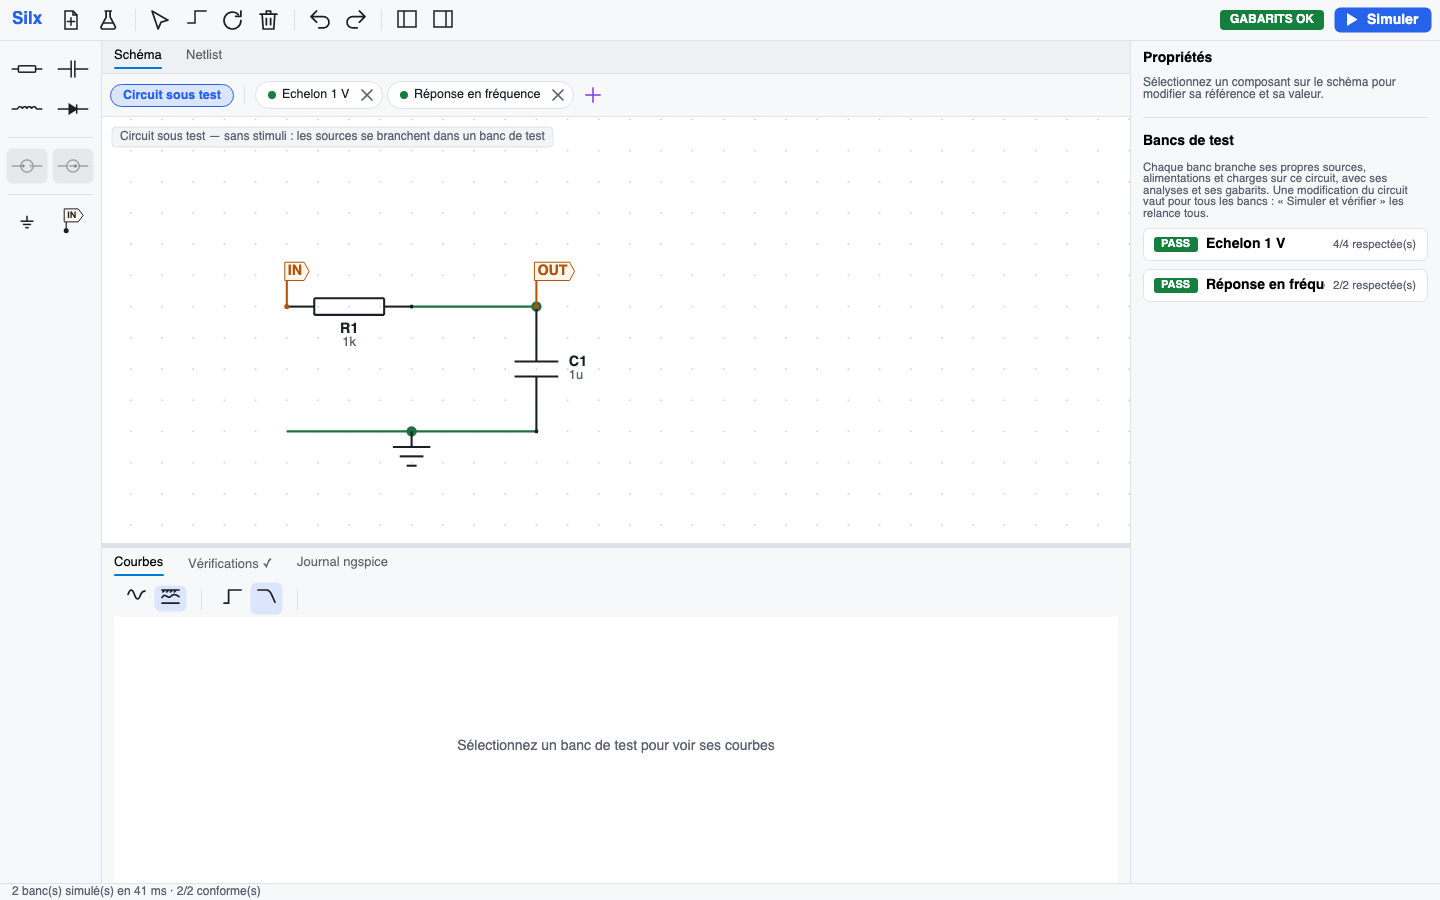 Silx
GABARITS OK
Simuler
Schéma
Netlist
Circuit sous test
Echelon 1 V
Réponse en fréquence
Circuit sous test — sans stimuli : les sources se branchent dans un banc de test
IN
IN
OUT
R1
1k
C1
1u
Propriétés
Sélectionnez un composant sur le schéma pour
modifier sa référence et sa valeur.
Bancs de test
Chaque banc branche ses propres sources,
alimentations et charges sur ce circuit, avec ses
analyses et ses gabarits. Une modification du circuit
vaut pour tous les bancs : « Simuler et vérifier » les
relance tous.
PASS Echelon 1 V 4/4 respectée(s)
PASS Réponse en fréqu 2/2 respectée(s)
Courbes
Vérifications ✓
Journal ngspice
Sélectionnez un banc de test pour voir ses courbes
2 banc(s) simulé(s) en 41 ms · 2/2 conforme(s)